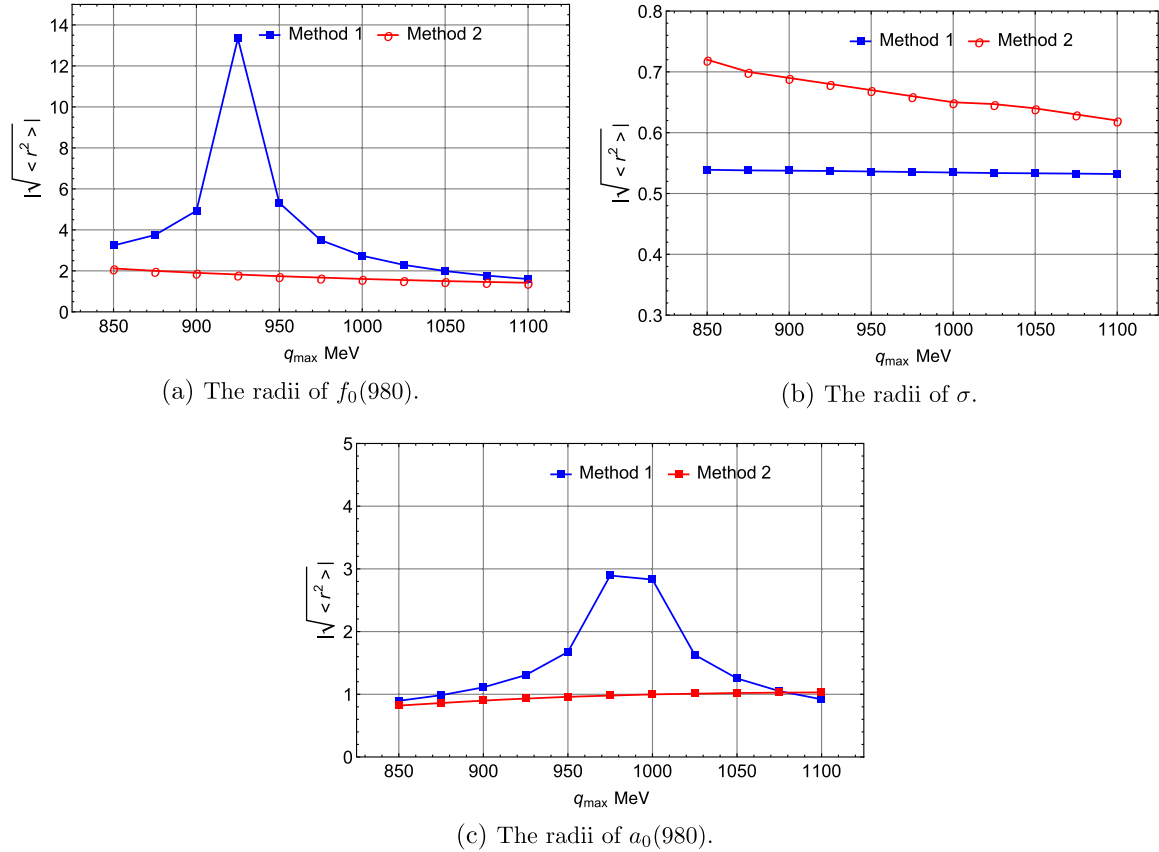 14
12
10
8
6
4
2
0
|√< r² >|
Method 1 Method 2
850 900 950 1000 1050 1100
q_max MeV
(a) The radii of f₀(980).
0.8
0.7
0.6
0.5
0.4
0.3
|√< r² >|
Method 1 Method 2
850 900 950 1000 1050 1100
q_max MeV
(b) The radii of σ.
5
4
3
2
1
0
|√< r² >|
Method 1 Method 2
850 900 950 1000 1050 1100
q_max MeV
(c) The radii of a₀(980).